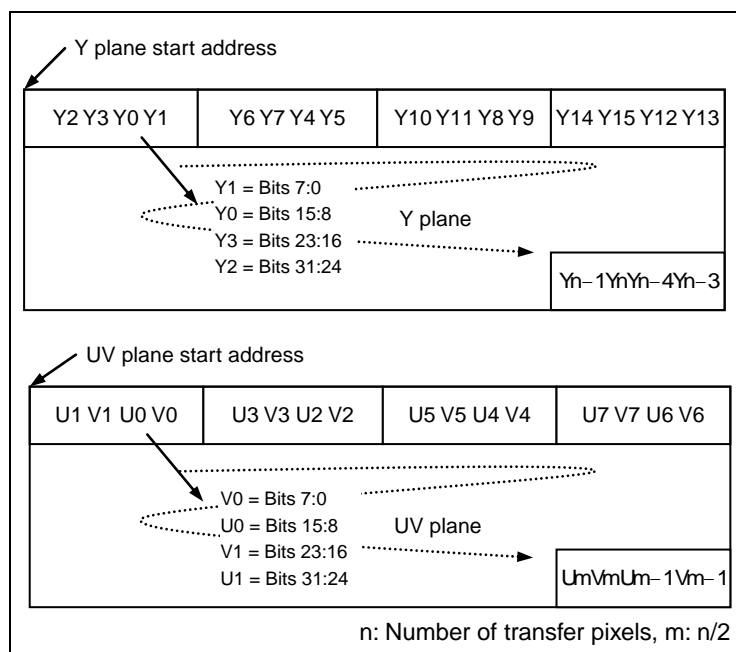 Y plane start address
Y2 Y3 Y0 Y1 Y6 Y7 Y4 Y5 Y10 Y11 Y8 Y9 Y14 Y15 Y12 Y13
Y1 = Bits 7:0
Y0 = Bits 15:8
Y3 = Bits 23:16
Y2 = Bits 31:24
Y plane
Yn−1YnYn−4Yn−3
UV plane start address
U1 V1 U0 V0 U3 V3 U2 V2 U5 V5 U4 V4 U7 V7 U6 V6
V0 = Bits 7:0
U0 = Bits 15:8
V1 = Bits 23:16
U1 = Bits 31:24
UV plane
UmVmUm−1Vm−1
n: Number of transfer pixels, m: n/2